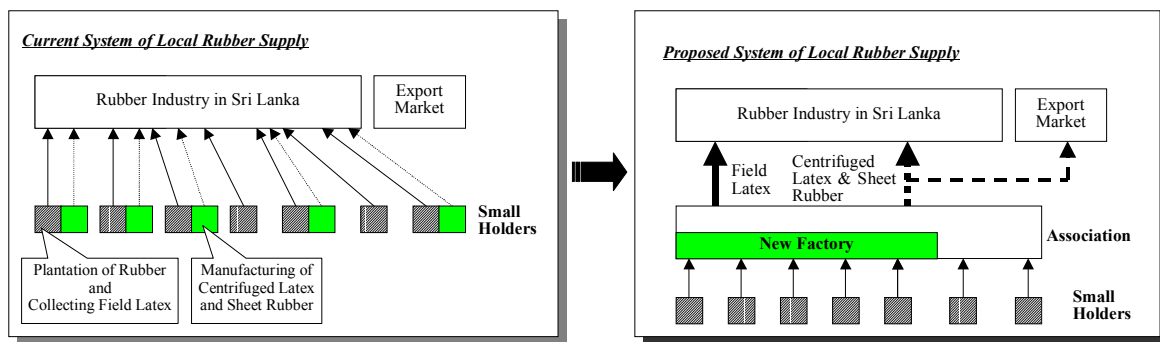 Current System of Local Rubber Supply
Rubber Industry in Sri Lanka
Export
Market
Small
Holders
Plantation of Rubber
and
Collecting Field Latex
Manufacturing of
Centrifuged Latex
and Sheet Rubber
Proposed System of Local Rubber Supply
Rubber Industry in Sri Lanka
Export
Market
Field
Latex
Centrifuged
Latex & Sheet
Rubber
New Factory
Association
Small
Holders